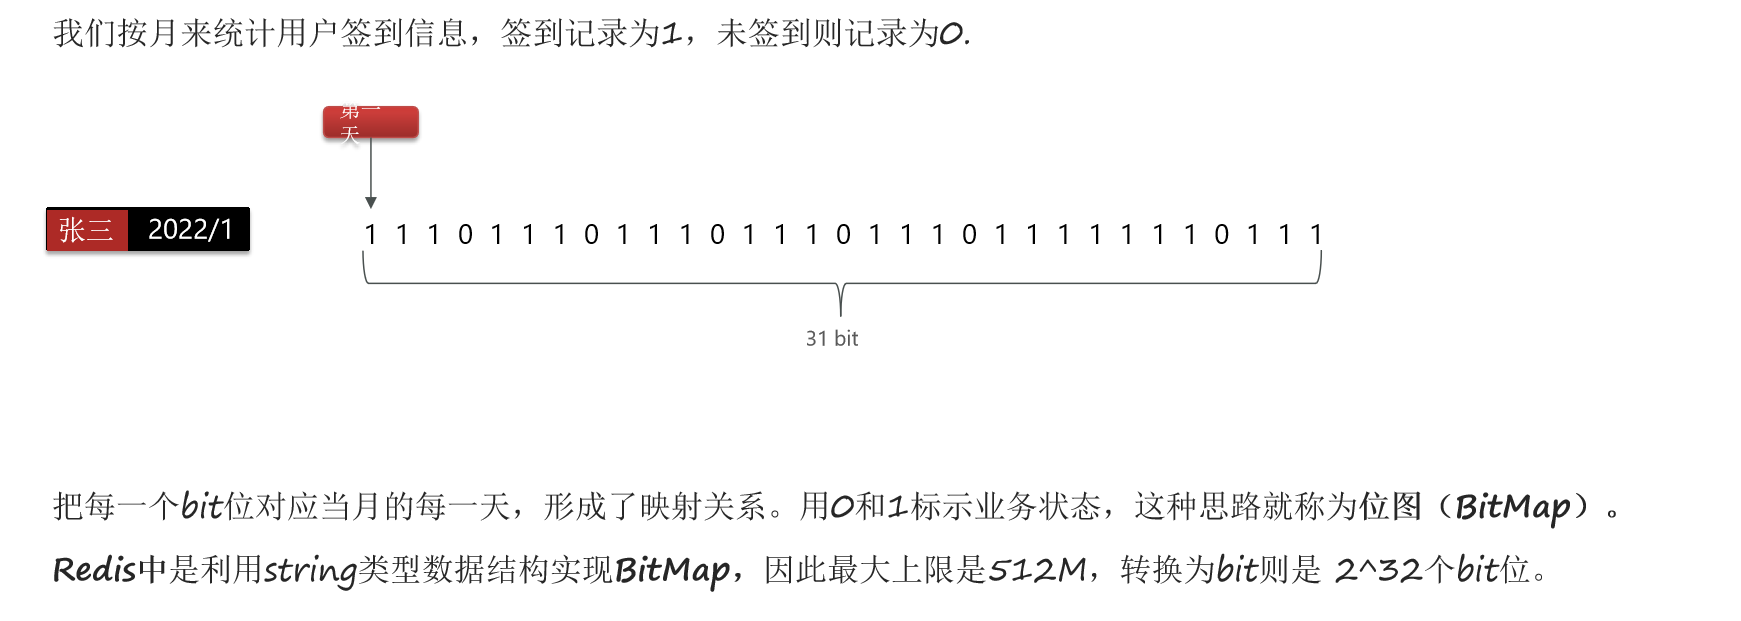 我们按月来统计用户签到信息，签到记录为1，未签到则记录为0.
第一
天
张三 2022/1
1 1 1 0 1 1 1 0 1 1 1 0 1 1 1 0 1 1 1 0 1 1 1 1 1 1 1 0 1 1 1
31 bit
把每一个bit位对应当月的每一天，形成了映射关系。用0和1标示业务状态，这种思路就称为位图（BitMap）。
Redis中是利用string类型数据结构实现BitMap，因此最大上限是512M，转换为bit则是 2^32个bit位。